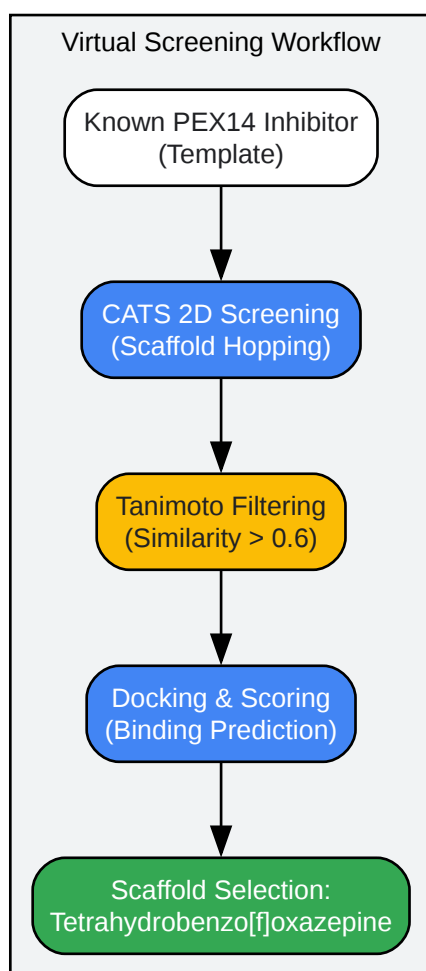 Virtual Screening Workflow
Known PEX14 Inhibitor
(Template)
CATS 2D Screening
(Scaffold Hopping)
Tanimoto Filtering
(Similarity > 0.6)
Docking & Scoring
(Binding Prediction)
Scaffold Selection:
Tetrahydrobenzo[f]oxazepine